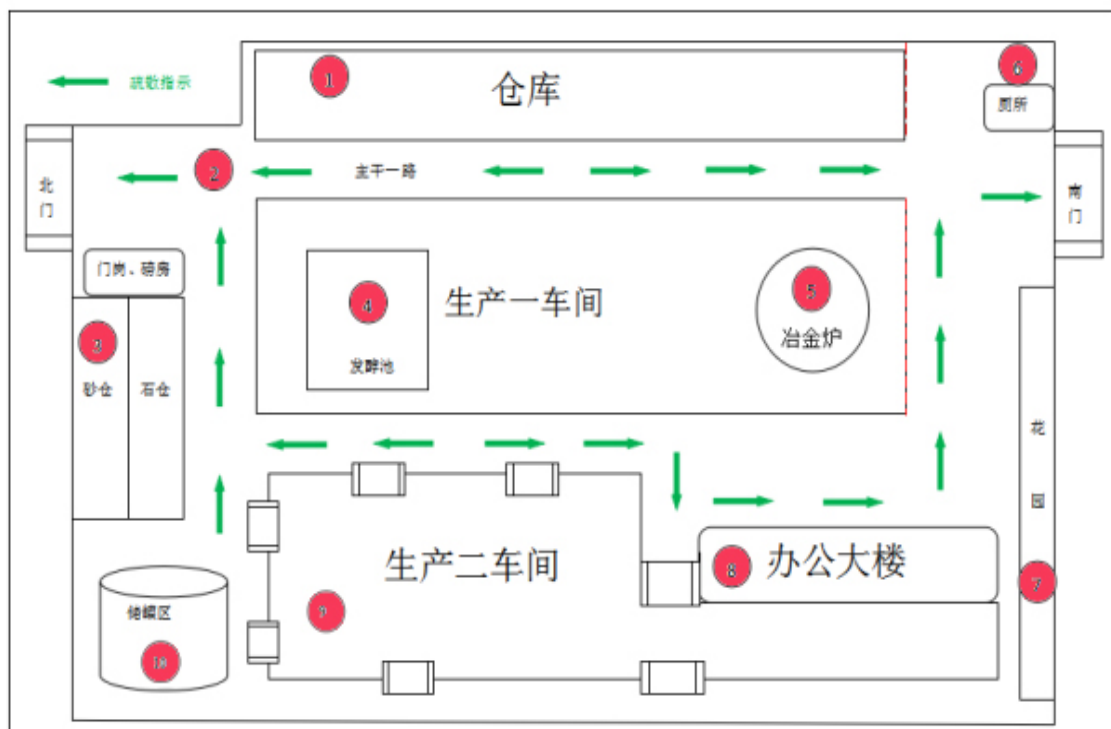 1
仓库
6
厕所
疏散指示
2
主干一路
北门
南门
门岗、磅房
3
砂仓
石仓
4
发酵池
生产一车间
5
冶金炉
花园
7
生产二车间
9
8
办公大楼
储罐区
10